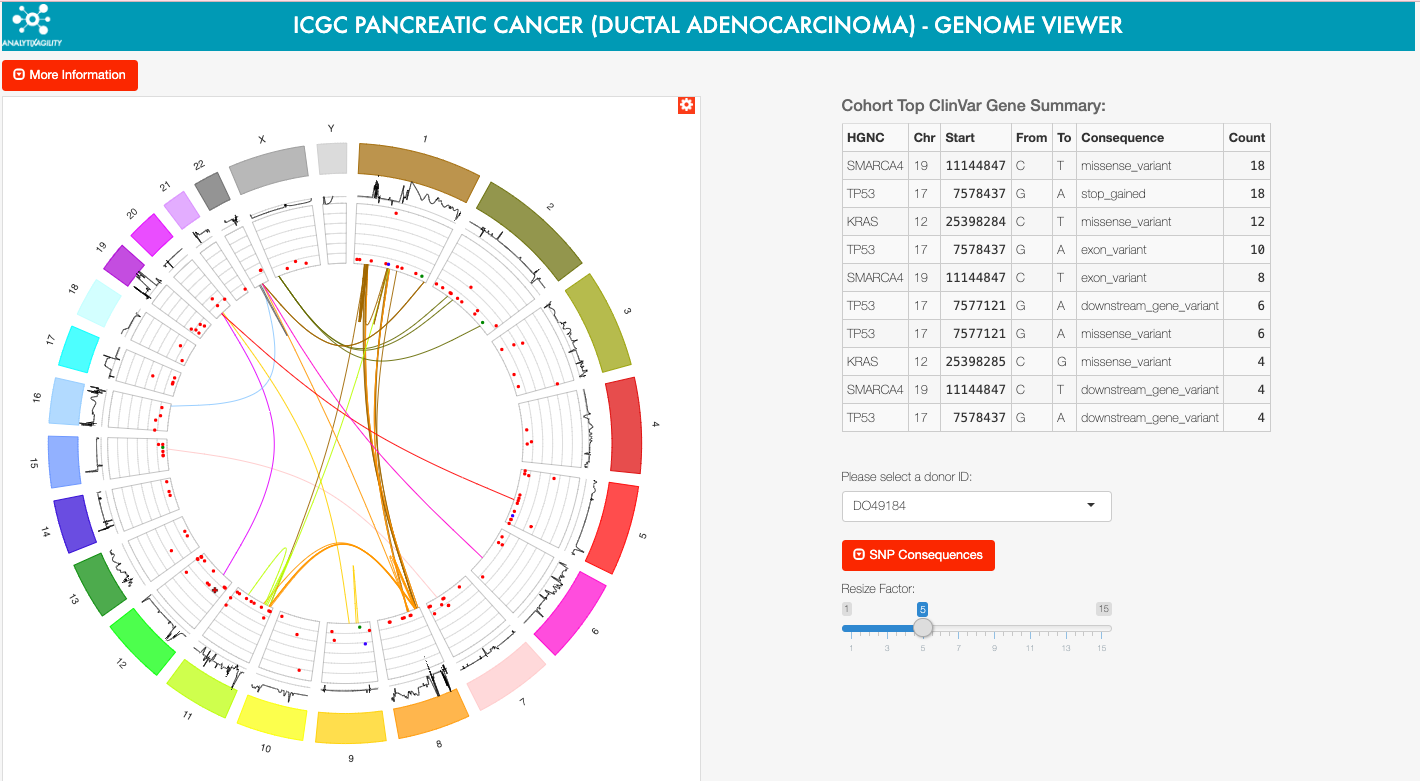 ANALYTIXAGILITY
ICGC PANCREATIC CANCER (DUCTAL ADENOCARCINOMA) - GENOME VIEWER
More Information
X
Y
1
2
3
4
5
6
7
8
9
10
11
12
13
14
15
16
17
18
19
20
21
22
Cohort Top ClinVar Gene Summary:
HGNC Chr Start From To Consequence Count
SMARCA4 19 11144847 C T missense_variant 18
TP53 17 7578437 G A stop_gained 18
KRAS 12 25398284 C T missense_variant 12
TP53 17 7578437 G A exon_variant 10
SMARCA4 19 11144847 C T exon_variant 8
TP53 17 7577121 G A downstream_gene_variant 6
TP53 17 7577121 G A missense_variant 6
KRAS 12 25398285 C G missense_variant 4
SMARCA4 19 11144847 C T downstream_gene_variant 4
TP53 17 7578437 G A downstream_gene_variant 4
Please select a donor ID:
DO49184
SNP Consequences
Resize Factor:
1 5 15
1 3 5 7 9 11 13 15